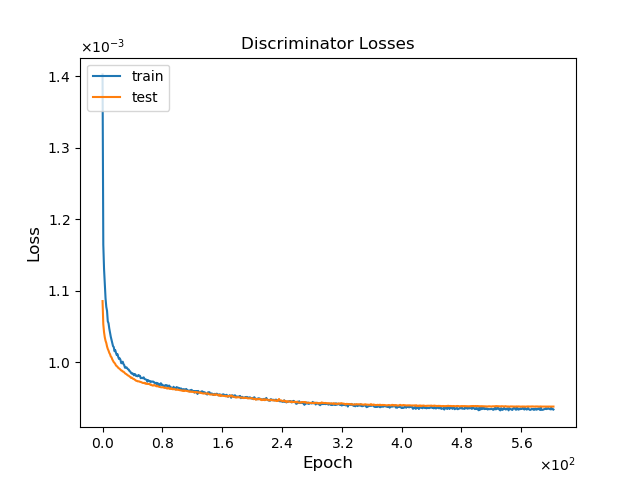 Discriminator Losses
×10⁻³
train
test
1.4
1.3
1.2
1.1
1.0
Loss
0.0 0.8 1.6 2.4 3.2 4.0 4.8 5.6
Epoch
×10²